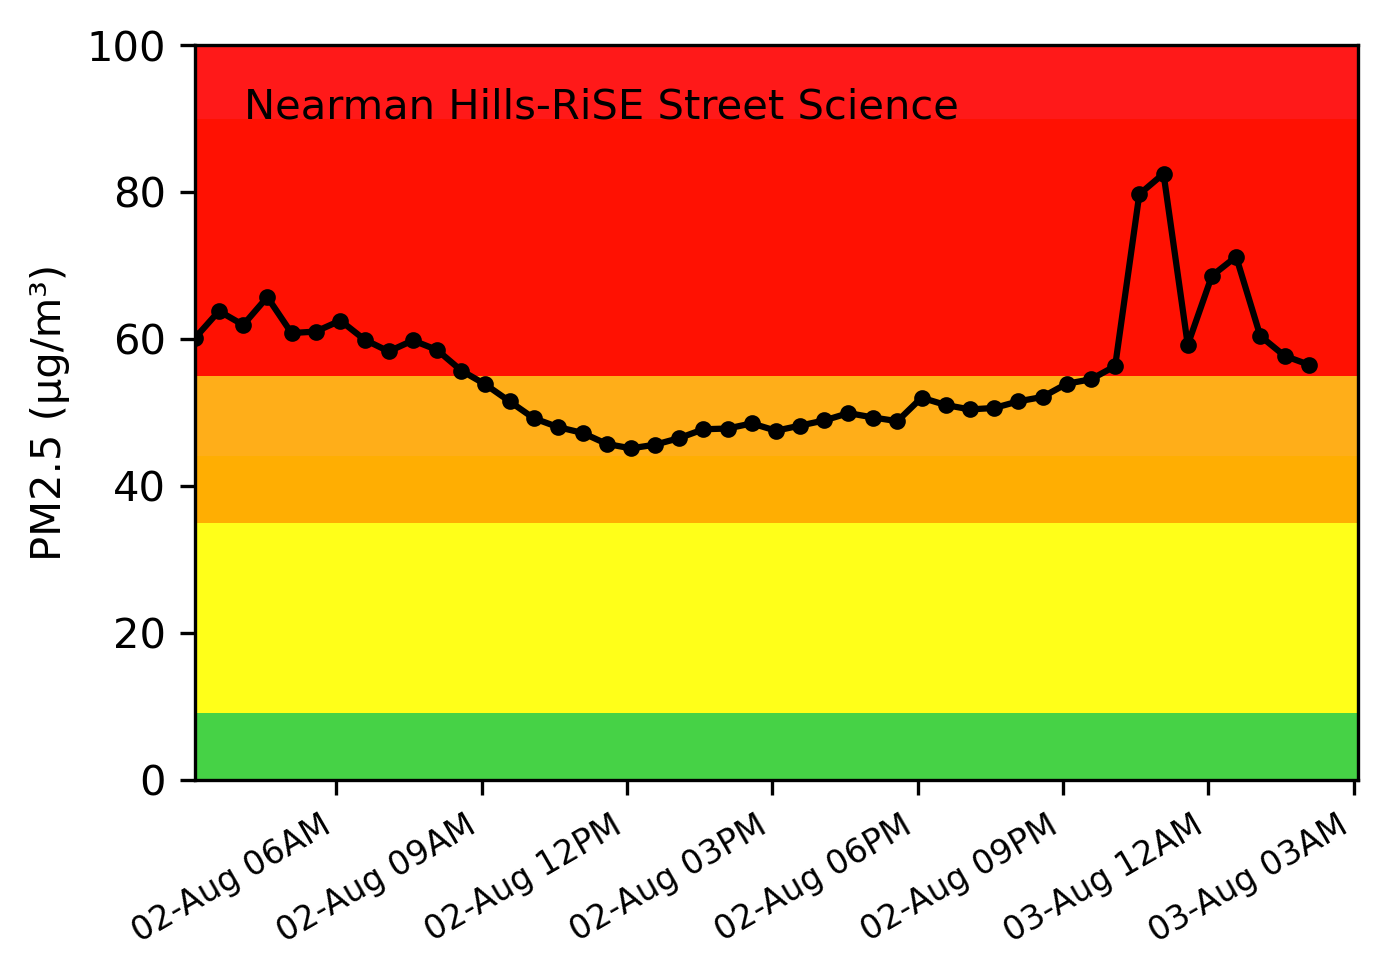 Nearman Hills-RiSE Street Science
PM2.5 (µg/m³)
100
80
60
40
20
0
02-Aug 06AM
02-Aug 09AM
02-Aug 12PM
02-Aug 03PM
02-Aug 06PM
02-Aug 09PM
03-Aug 12AM
03-Aug 03AM